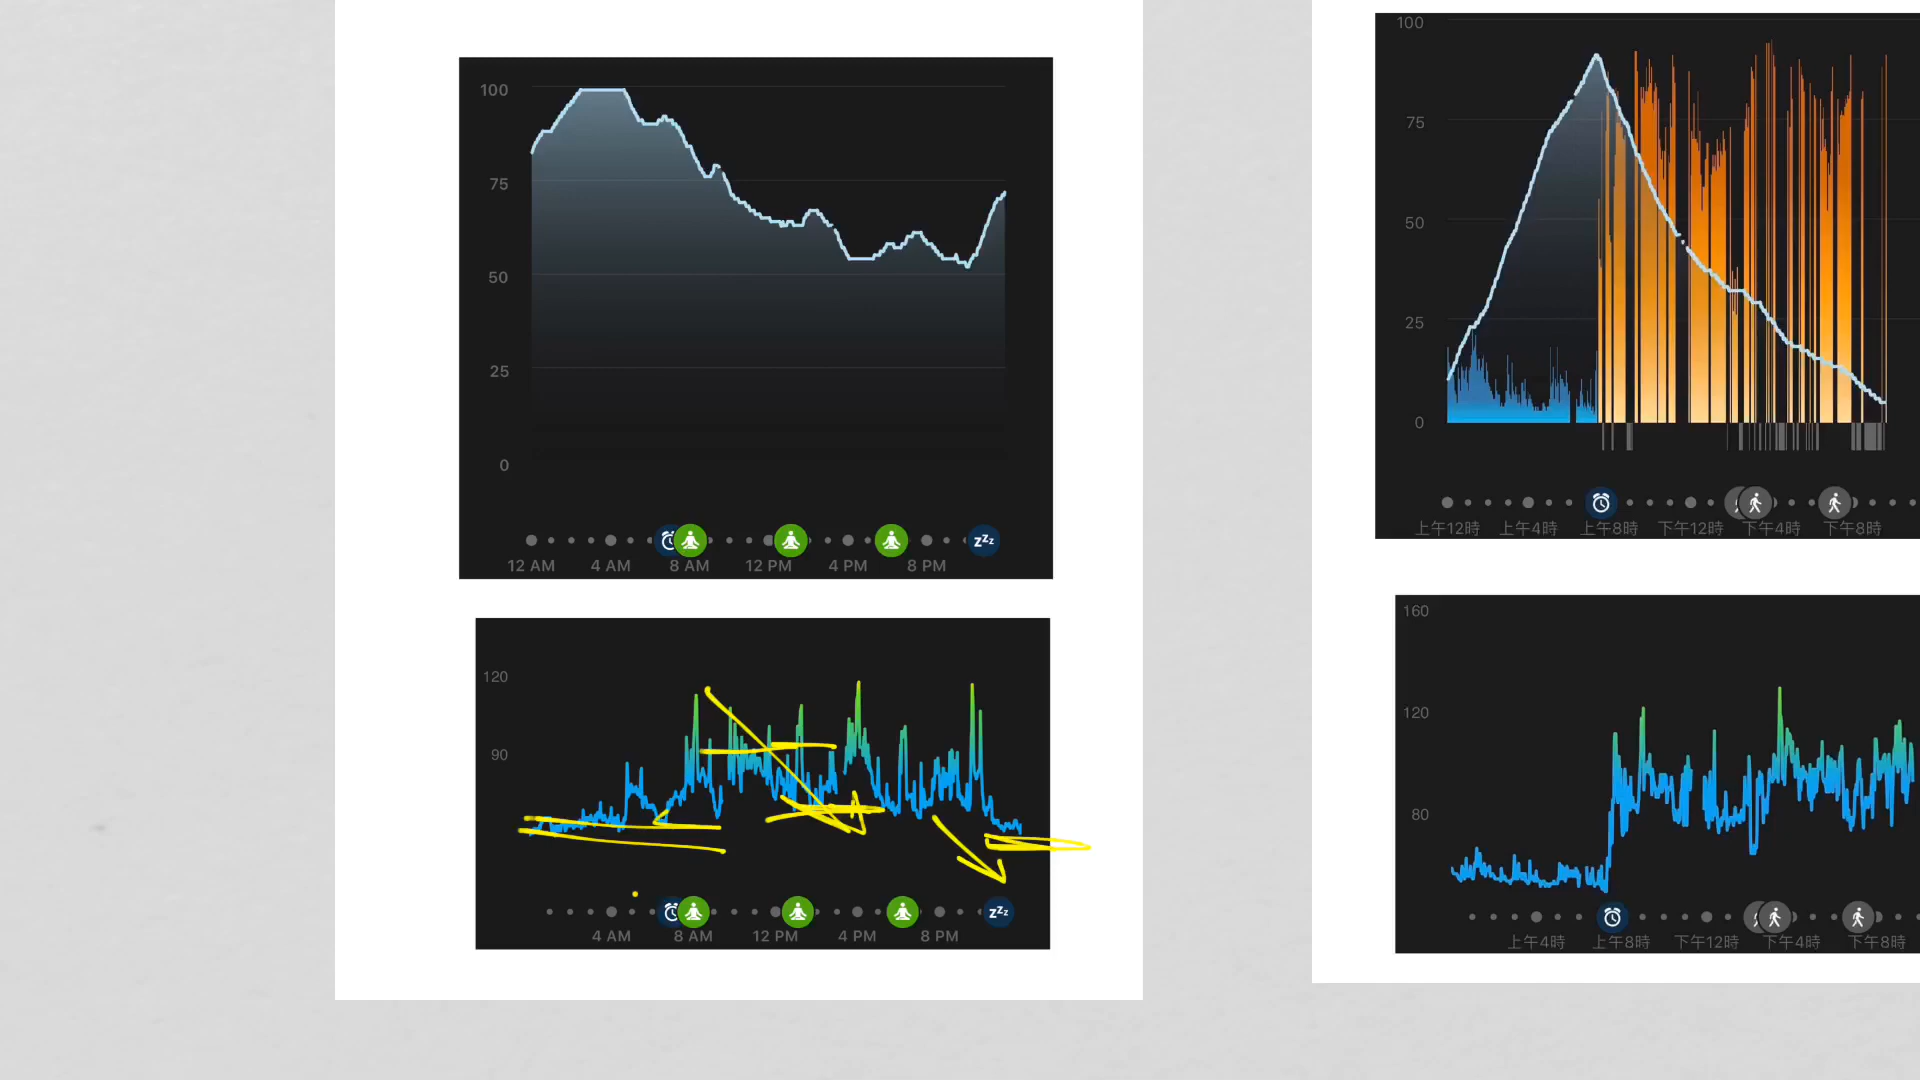 100
75
50
25
0
zzz
12 AM 4 AM 8 AM 12 PM 4 PM 8 PM
120
90
zzz
4 AM 8 AM 12 PM 4 PM 8 PM
100
75
50
25
0
上午12時 上午4時 上午8時 下午12時 下午4時 下午8時
160
120
80
上午4時 上午8時 下午12時 下午4時 下午8時